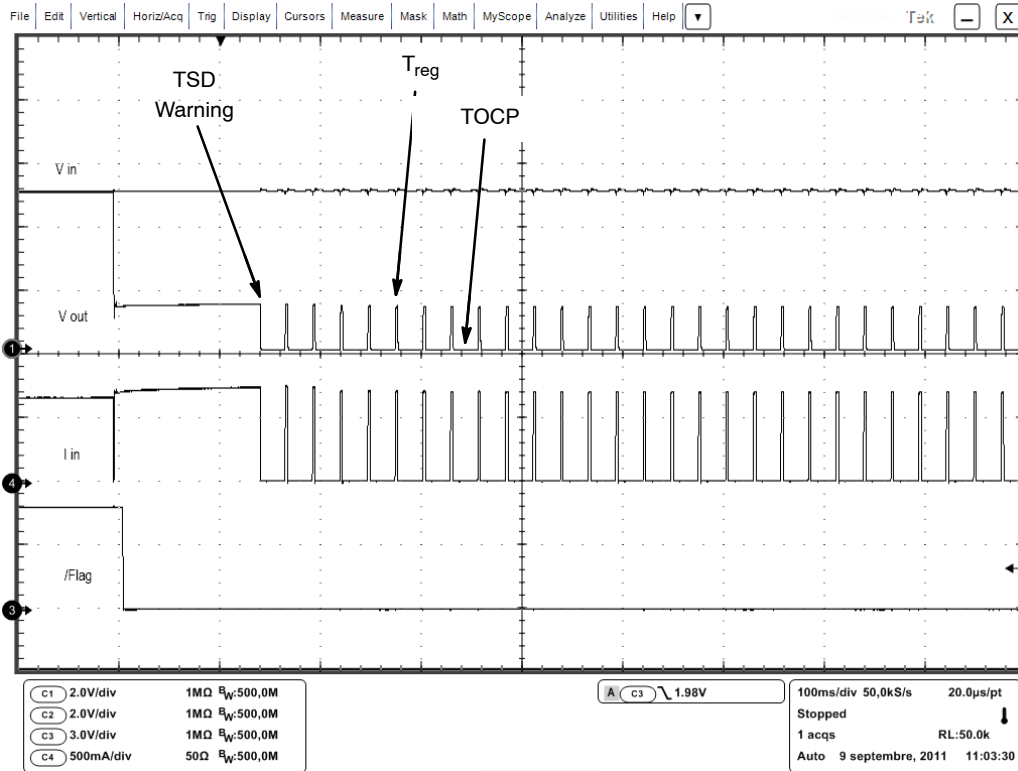 File Edit Vertical Horiz/Acq Trig Display Cursors Measure Mask Math MyScope Analyze Utilities Help ▼ Tek – X
TSD
Warning
Treg
TOCP
V in
V out
1
I in
4
/Flag
3
C1 2.0V/div 1MΩ BW:500,0M
C2 2.0V/div 1MΩ BW:500,0M
C3 3.0V/div 1MΩ BW:500,0M
C4 500mA/div 50Ω BW:500,0M
A C3 1.98V
100ms/div 50,0kS/s 20.0µs/pt
Stopped
1 acqs RL:50.0k
Auto 9 septembre, 2011 11:03:30